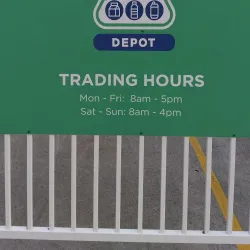 DEPOT
TRADING HOURS
Mon - Fri: 8am - 5pm
Sat - Sun: 8am - 4pm